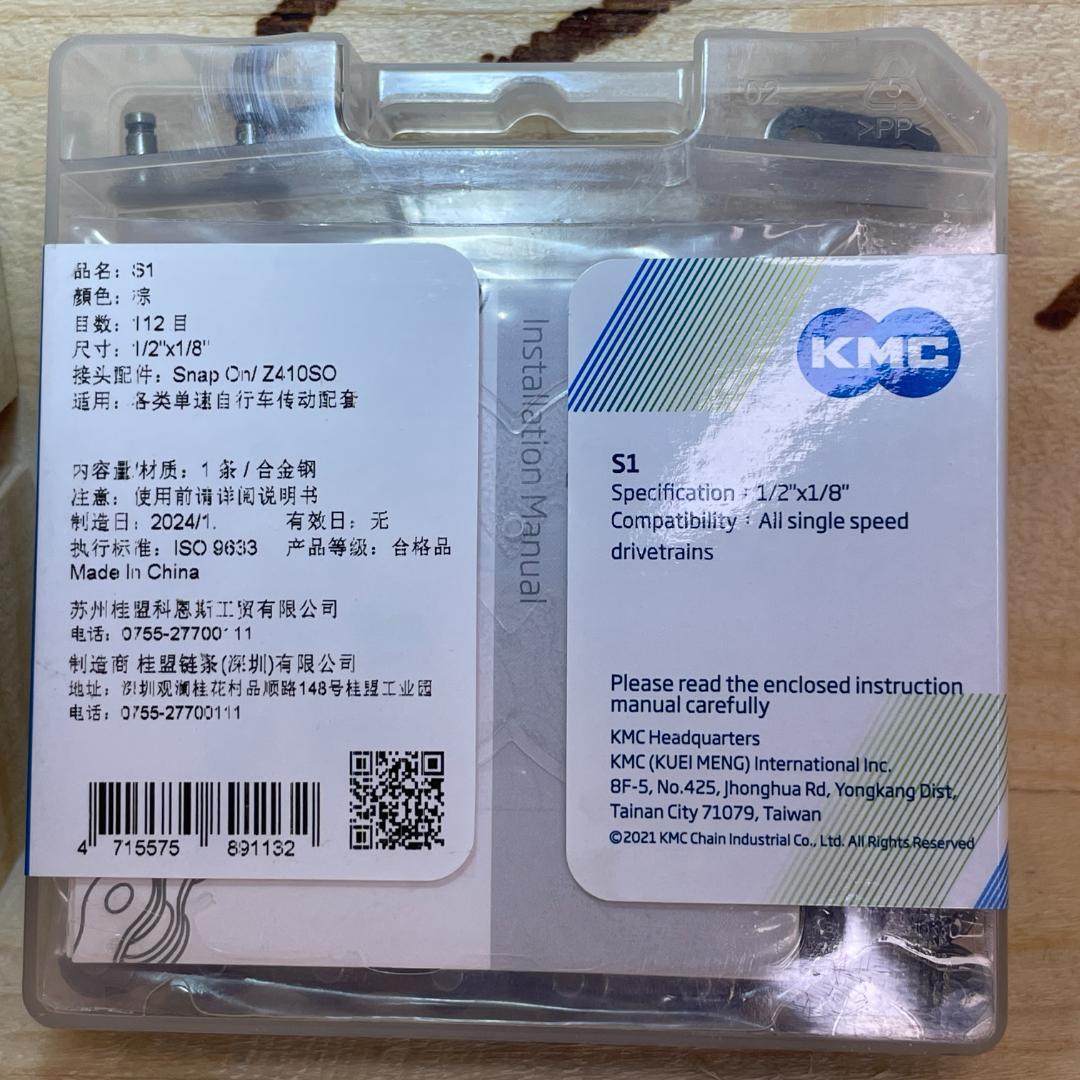 02
5
>PP<
品名：S1
顏色：棕
目数：112 目
尺寸：1/2"x1/8"
接头配件：Snap On/ Z410SO
适用：各类单速自行车传动配套
内容量/材质：1 条 / 合金钢
注意：使用前请详阅说明书
制造日：2024/1. 有效日：无
执行标准：ISO 9633 产品等级：合格品
Made In China
苏州桂盟科恩斯工贸有限公司
电话：0755-27700111
制造商 桂盟链条(深圳)有限公司
地址：深圳观澜桂花村品顺路148号桂盟工业园
电话：0755-27700111
4 715575 891132
Installation Manual
KMC
S1
Specification：1/2"x1/8"
Compatibility：All single speed
drivetrains
Please read the enclosed instruction
manual carefully
KMC Headquarters
KMC (KUEI MENG) International Inc.
8F-5, No.425, Jhonghua Rd, Yongkang Dist,
Tainan City 71079, Taiwan
©2021 KMC Chain Industrial Co., Ltd. All Rights Reserved